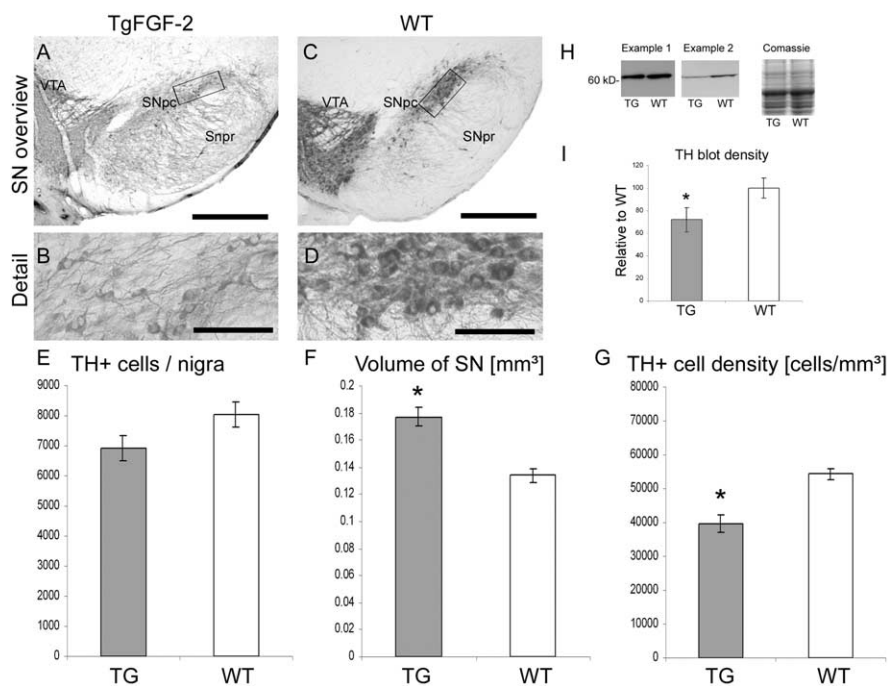 TgFGF-2
WT
SN overview
A
VTA
SNpc
Snpr
C
VTA
SNpc
SNpr
Detail
B
D
H
Example 1
Example 2
Comassie
60 kD-
TG WT
TG WT
TG WT
I
TH blot density
Relative to WT
120
100
80
60
40
20
0
*
TG
WT
E
TH+ cells / nigra
9000
8000
7000
6000
5000
4000
3000
2000
1000
0
TG
WT
F
Volume of SN [mm³]
0.2
0.18
0.16
0.14
0.12
0.1
0.08
0.06
0.04
0.02
0
*
TG
WT
G
TH+ cell density [cells/mm³]
80000
70000
60000
50000
40000
30000
20000
10000
0
*
TG
WT